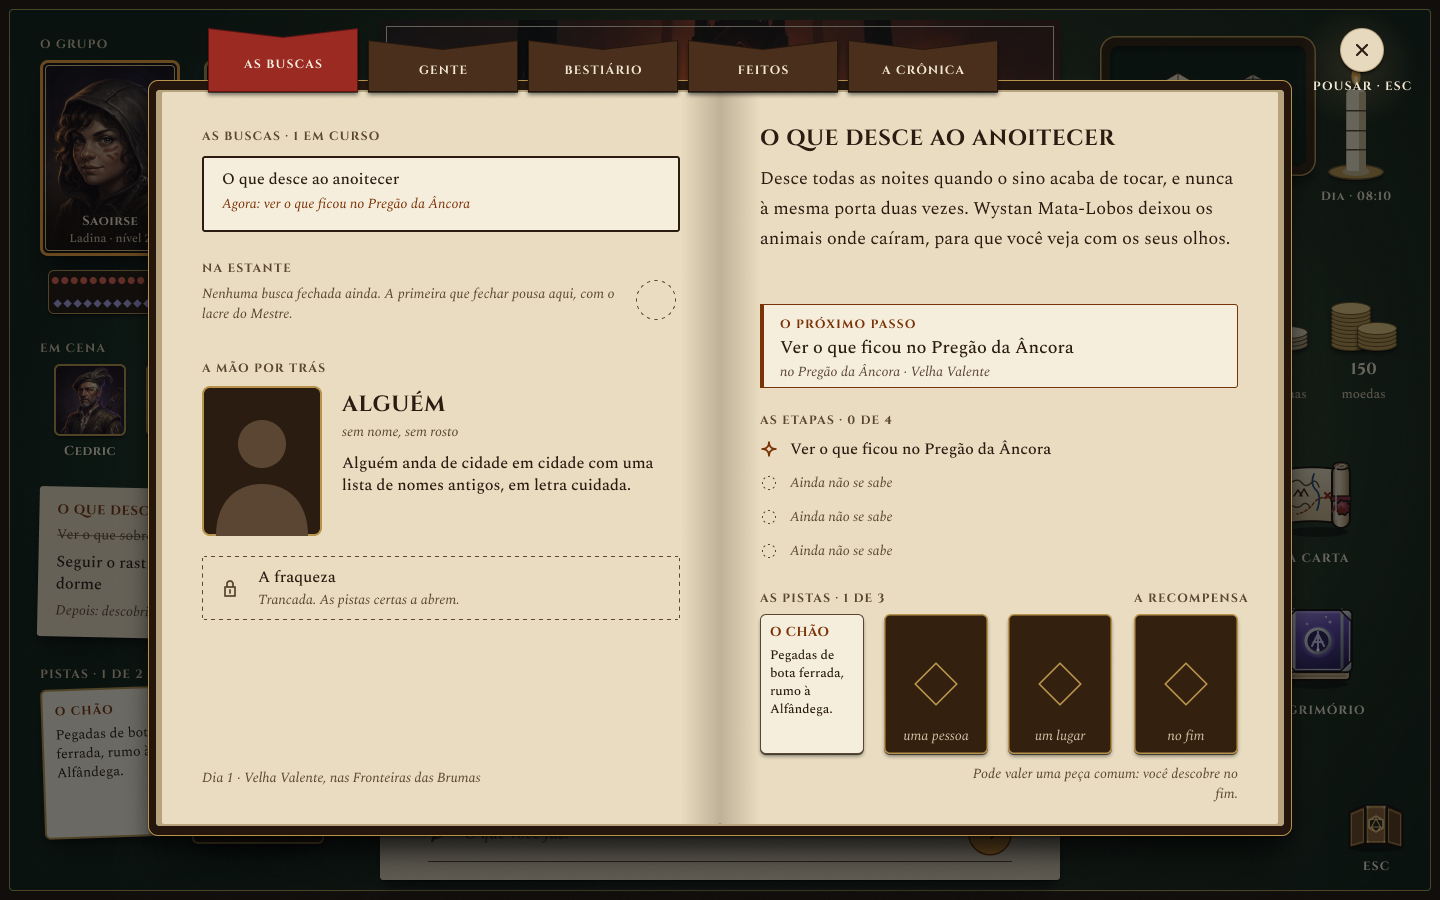 O GRUPO
SAOIRSE
Ladina · nível 2
EM CENA
CEDRIC
O QUE DESC
Ver o que sobr
Seguir o rast
dorme
Depois: descobri
PISTAS · 1 DE 2
O CHÃO
Pegadas de bot
ferrada, rumo à
Alfândega.
AS BUSCAS
GENTE
BESTIÁRIO
FEITOS
A CRÔNICA
AS BUSCAS · 1 EM CURSO
O que desce ao anoitecer
Agora: ver o que ficou no Pregão da Âncora
NA ESTANTE
Nenhuma busca fechada ainda. A primeira que fechar pousa aqui, com o
lacre do Mestre.
A MÃO POR TRÁS
ALGUÉM
sem nome, sem rosto
Alguém anda de cidade em cidade com uma
lista de nomes antigos, em letra cuidada.
A fraqueza
Trancada. As pistas certas a abrem.
Dia 1 · Velha Valente, nas Fronteiras das Brumas
O QUE DESCE AO ANOITECER
Desce todas as noites quando o sino acaba de tocar, e nunca
à mesma porta duas vezes. Wystan Mata-Lobos deixou os
animais onde caíram, para que você veja com os seus olhos.
O PRÓXIMO PASSO
Ver o que ficou no Pregão da Âncora
no Pregão da Âncora · Velha Valente
AS ETAPAS · 0 DE 4
Ver o que ficou no Pregão da Âncora
Ainda não se sabe
Ainda não se sabe
Ainda não se sabe
AS PISTAS · 1 DE 3
A RECOMPENSA
O CHÃO
Pegadas de
bota ferrada,
rumo à
Alfândega.
uma pessoa
um lugar
no fim
Pode valer uma peça comum: você descobre no
fim.
POUSAR · ESC
DIA · 08:10
150
moedas
A CARTA
GRIMÓRIO
ESC